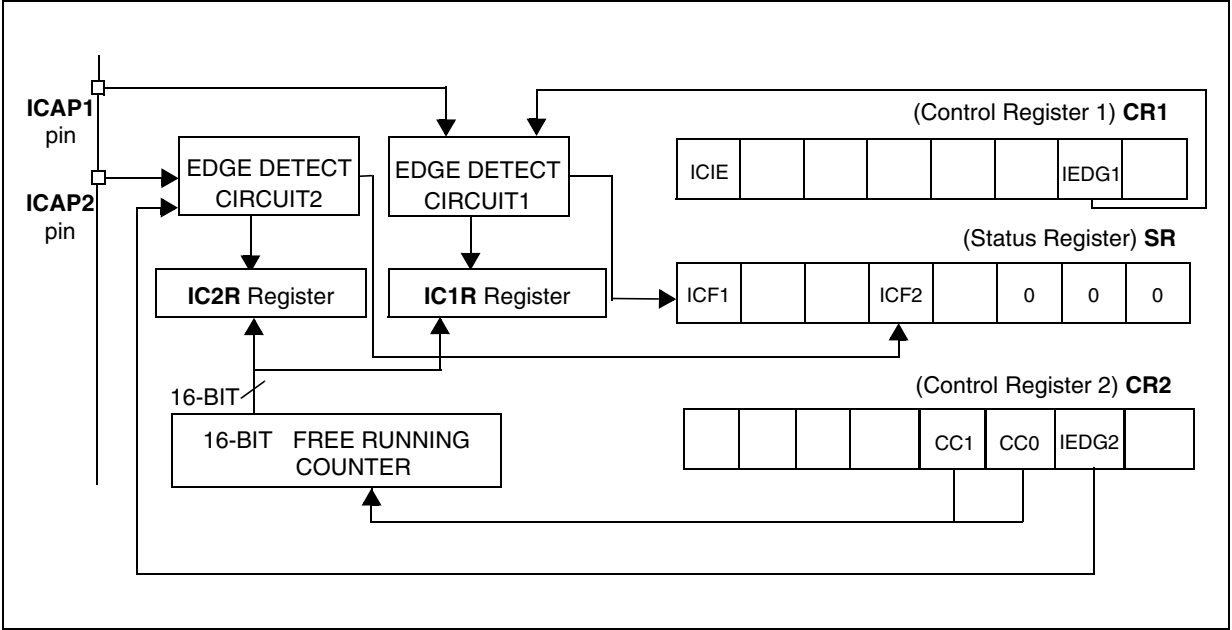 ICAP1
pin
ICAP2
pin
EDGE DETECT
CIRCUIT2
EDGE DETECT
CIRCUIT1
IC2R Register
IC1R Register
16-BIT
16-BIT FREE RUNNING
COUNTER
(Control Register 1) CR1
ICIE IEDG1
(Status Register) SR
ICF1 ICF2 0 0 0
(Control Register 2) CR2
CC1 CC0 IEDG2